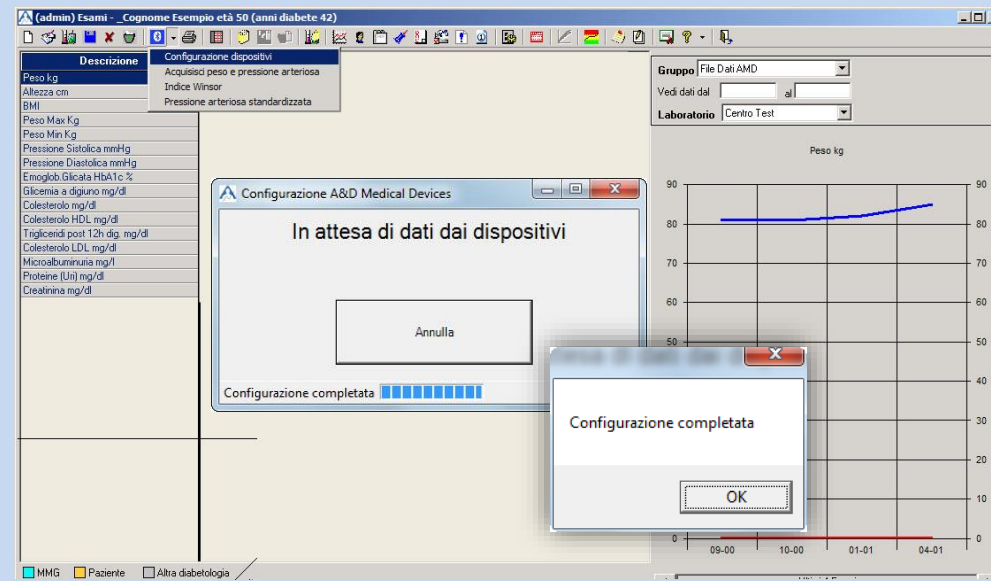 (admin) Esami - _Cognome Esempio età 50 (anni diabete 42)
Descrizione
Peso kg
Altezza cm
BMI
Peso Max Kg
Peso Min Kg
Pressione Sistolica mmHg
Pressione Diastolica mmHg
Emoglob.Glicata HbA1c %
Glicemia a digiuno mg/dl
Colesterolo mg/dl
Colesterolo HDL mg/dl
Trigliceridi post 12h dig. mg/dl
Colesterolo LDL mg/dl
Microalbuminuria mg/l
Proteine (Uri) mg/dl
Creatinina mg/dl
Configurazione dispositivi
Acquisisci peso e pressione arteriosa
Indice Winsor
Pressione arteriosa standardizzata
Gruppo File Dati AMD
Vedi dati dal al
Laboratorio Centro Test
Peso kg
90 90
80 80
70 70
60 60
50 50
40
30
20
10
0 0
09-00 10-00 01-01 04-01
Configurazione A&D Medical Devices
In attesa di dati dai dispositivi
Annulla
Configurazione completata
Configurazione completata
OK
MMG Paziente Altra diabetologia